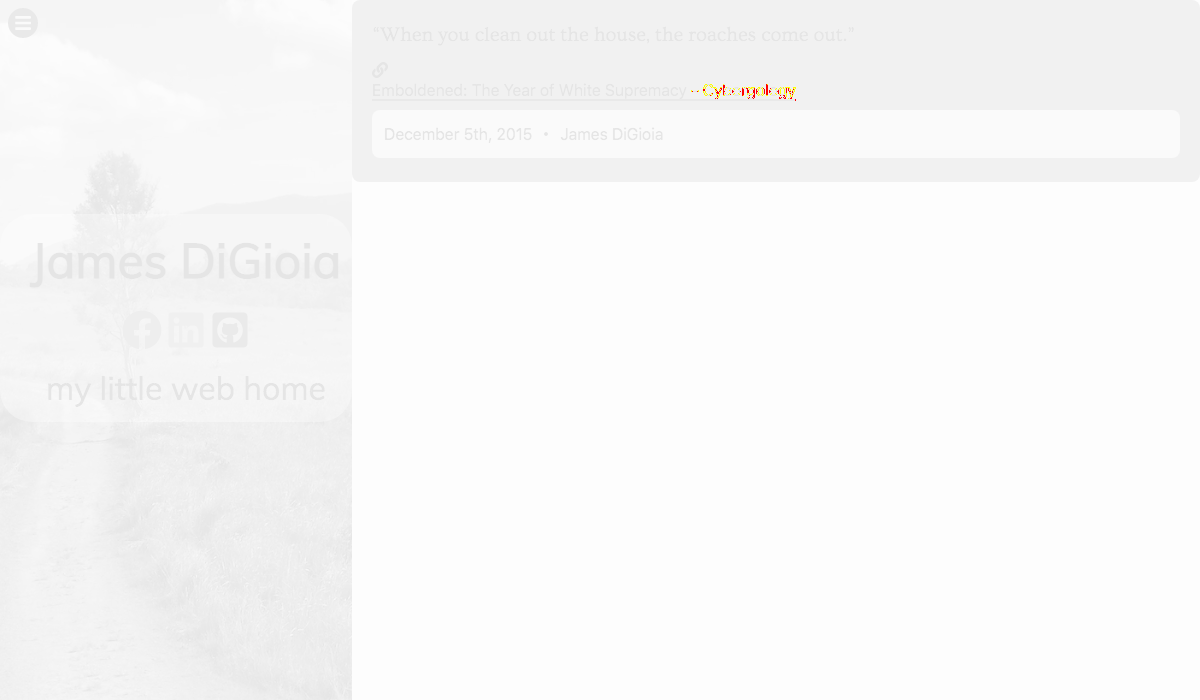 James DiGioia
my little web home
"When you clean out the house, the roaches come out."
Emboldened: The Year of White Supremacy – Cyborgology
December 5th, 2015 • James DiGioia